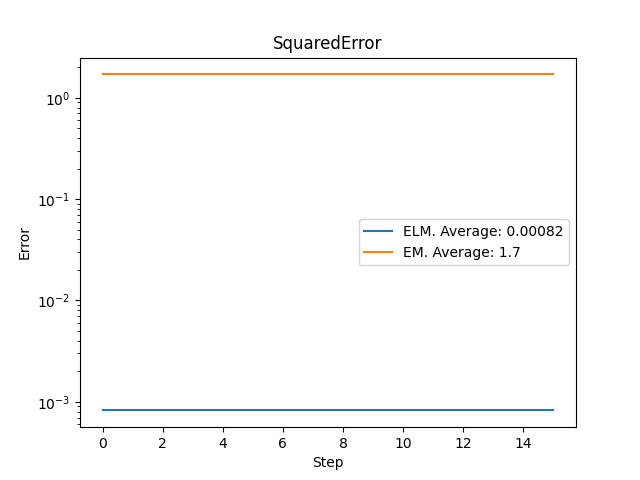 SquaredError
10^0
10^-1
10^-2
10^-3
Error
ELM. Average: 0.00082
EM. Average: 1.7
0 2 4 6 8 10 12 14
Step